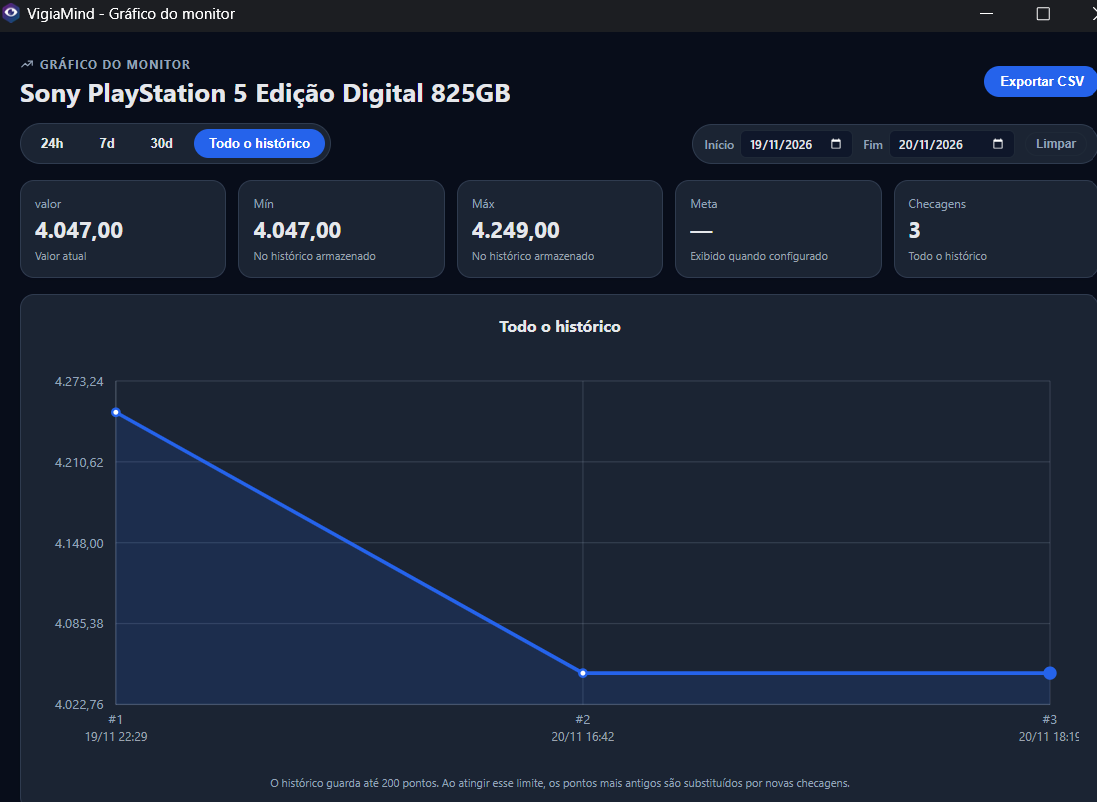 VigiaMind - Gráfico do monitor
GRÁFICO DO MONITOR
Sony PlayStation 5 Edição Digital 825GB
Exportar CSV
24h 7d 30d Todo o histórico
Início 19/11/2026 Fim 20/11/2026 Limpar
valor
4.047,00
Valor atual
Mín
4.047,00
No histórico armazenado
Máx
4.249,00
No histórico armazenado
Meta
—
Exibido quando configurado
Checagens
3
Todo o histórico
Todo o histórico
4.273,24
4.210,62
4.148,00
4.085,38
4.022,76
#1
19/11 22:29
#2
20/11 16:42
#3
20/11 18:19
O histórico guarda até 200 pontos. Ao atingir esse limite, os pontos mais antigos são substituídos por novas checagens.